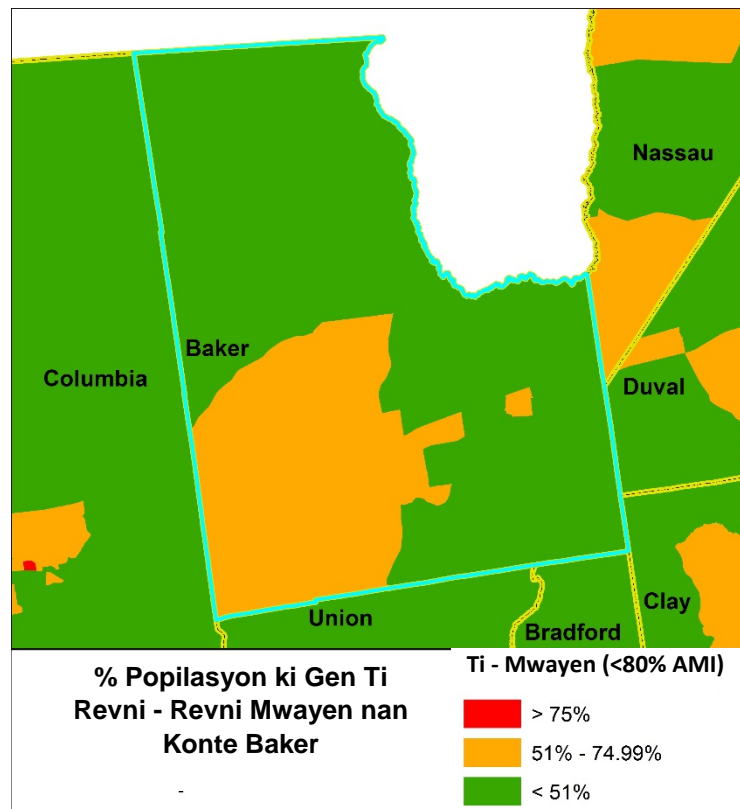 Nassau
Baker
Columbia
Duval
Union
Clay
Bradford
% Popilasyon ki Gen Ti
Revni - Revni Mwayen nan
Konte Baker
-
Ti - Mwayen (<80% AMI)
> 75%
51% - 74.99%
< 51%